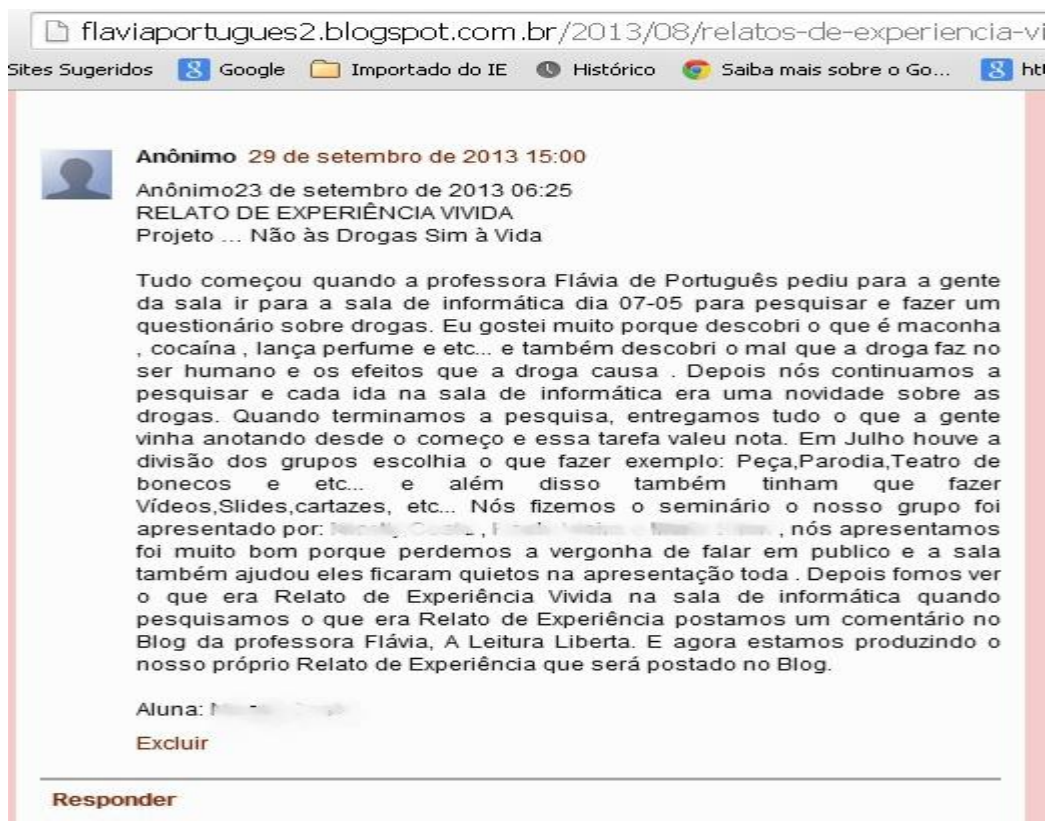 flaviaportugues2.blogspot.com.br/2013/08/relatos-de-experiencia-vi
Sites Sugeridos Google Importado do IE Histórico Saiba mais sobre o Go... htt
Anônimo 29 de setembro de 2013 15:00
Anônimo23 de setembro de 2013 06:25
RELATO DE EXPERIÊNCIA VIVIDA
Projeto ... Não às Drogas Sim à Vida
Tudo começou quando a professora Flávia de Português pediu para a gente
da sala ir para a sala de informática dia 07-05 para pesquisar e fazer um
questionário sobre drogas. Eu gostei muito porque descobri o que é maconha
, cocaína , lança perfume e etc... e também descobri o mal que a droga faz no
ser humano e os efeitos que a droga causa . Depois nós continuamos a
pesquisar e cada ida na sala de informática era uma novidade sobre as
drogas. Quando terminamos a pesquisa, entregamos tudo o que a gente
vinha anotando desde o começo e essa tarefa valeu nota. Em Julho houve a
divisão dos grupos escolhia o que fazer exemplo: Peça,Parodia,Teatro de
bonecos e etc... e além disso também tinham que fazer
Vídeos,Slides,cartazes, etc... Nós fizemos o seminário o nosso grupo foi
apresentado por: , nós apresentamos
foi muito bom porque perdemos a vergonha de falar em publico e a sala
também ajudou eles ficaram quietos na apresentação toda . Depois fomos ver
o que era Relato de Experiência Vivida na sala de informática quando
pesquisamos o que era Relato de Experiência postamos um comentário no
Blog da professora Flávia, A Leitura Liberta. E agora estamos produzindo o
nosso próprio Relato de Experiência que será postado no Blog.
Aluna:
Excluir
Responder